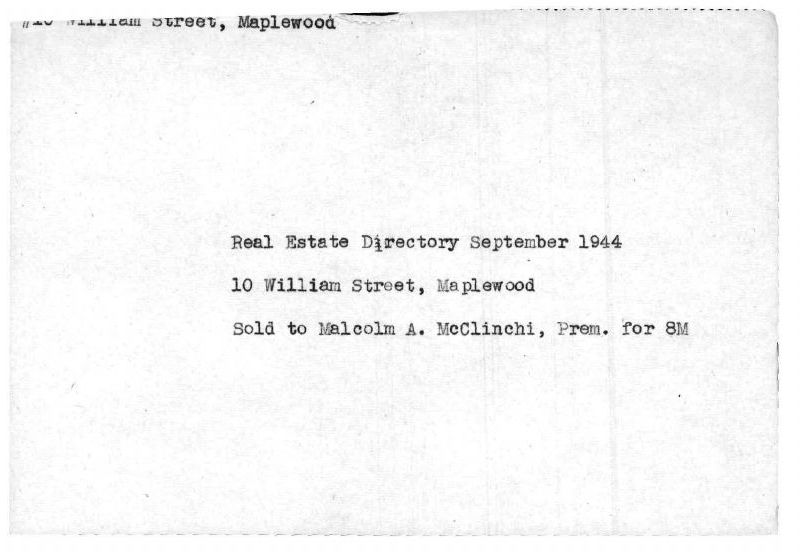 #10 William Street, Maplewood
Real Estate Directory September 1944
10 William Street, Maplewood
Sold to Malcolm A. McClinchi, Prem. for 8M